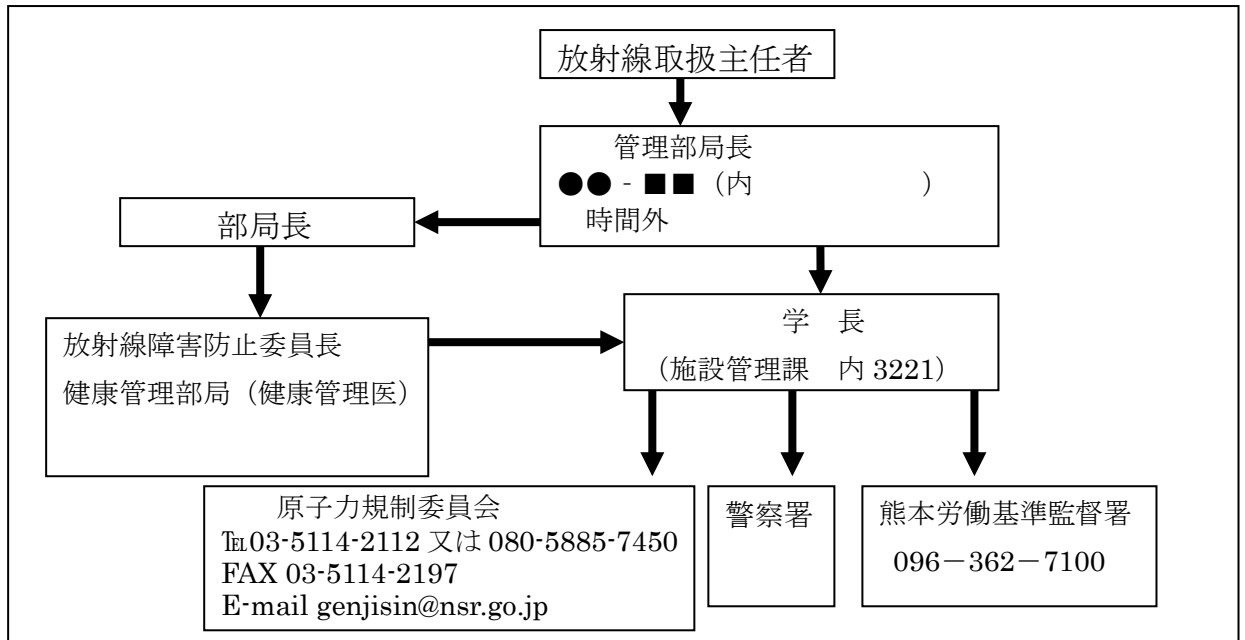 放射線取扱主任者
管理部局長
●●‐■■（内　　　　　　）
時間外
部局長
放射線障害防止委員長
健康管理部局（健康管理医）
学　長
（施設管理課　内 3221）
原子力規制委員会
℡03-5114-2112 又は 080-5885-7450
FAX 03-5114-2197
E-mail genjisin@nsr.go.jp
警察署
熊本労働基準監督署
096－362－7100